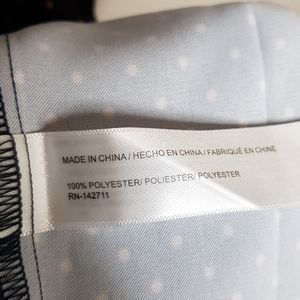 MADE IN CHINA / HECHO EN CHINA / FABRIQUÉ EN CHINE
100% POLYESTER/ POLIESTER/ POLYESTER
RN-142711